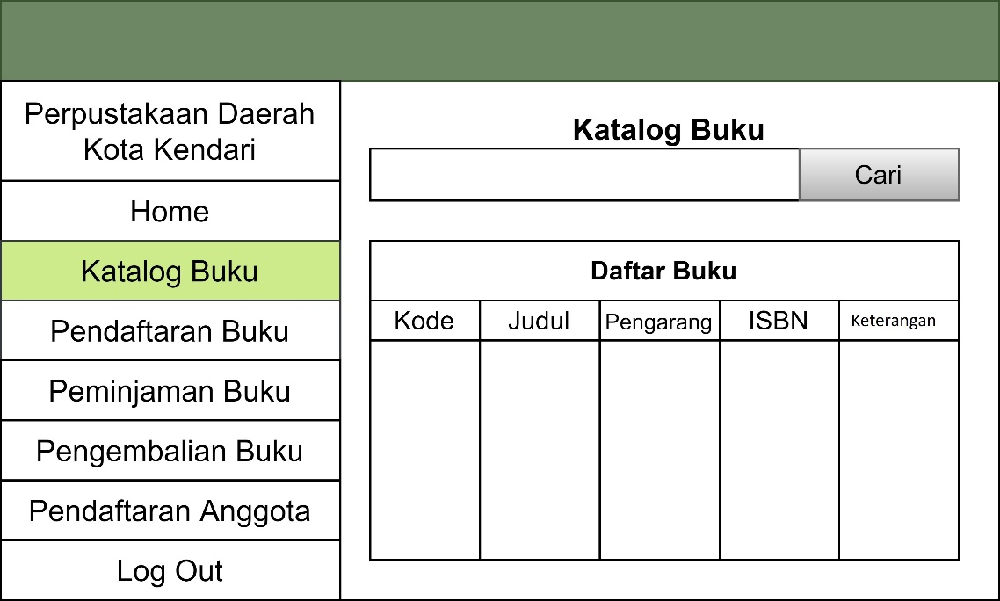 Perpustakaan Daerah
Kota Kendari
Home
Katalog Buku
Pendaftaran Buku
Peminjaman Buku
Pengembalian Buku
Pendaftaran Anggota
Log Out
Katalog Buku
Cari
Daftar Buku
Kode Judul Pengarang ISBN Keterangan